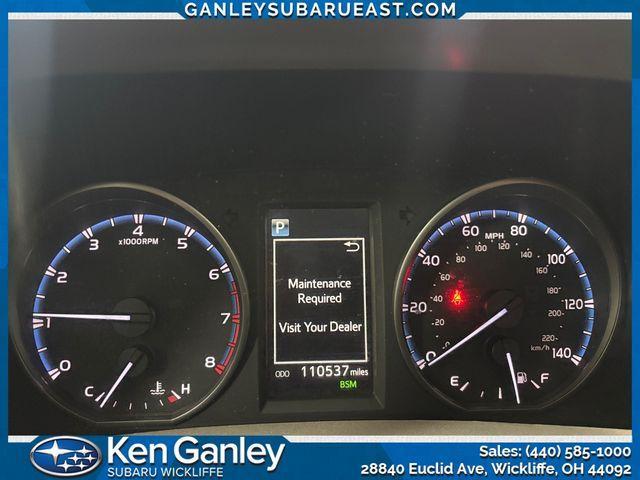 GANLEYSUBARUEAST.COM
4
3 5
x1000RPM
2 6
1 7
0 8
C H
P
Maintenance
Required
Visit Your Dealer
ODO 110537 miles
BSM
60 MPH 80
80 100 120
40 60 140 100
40 160
180
20 20 200 120
220
0 0 km/h 140
E F
Ken Ganley
SUBARU WICKLIFFE
Sales: (440) 585-1000
28840 Euclid Ave, Wickliffe, OH 44092